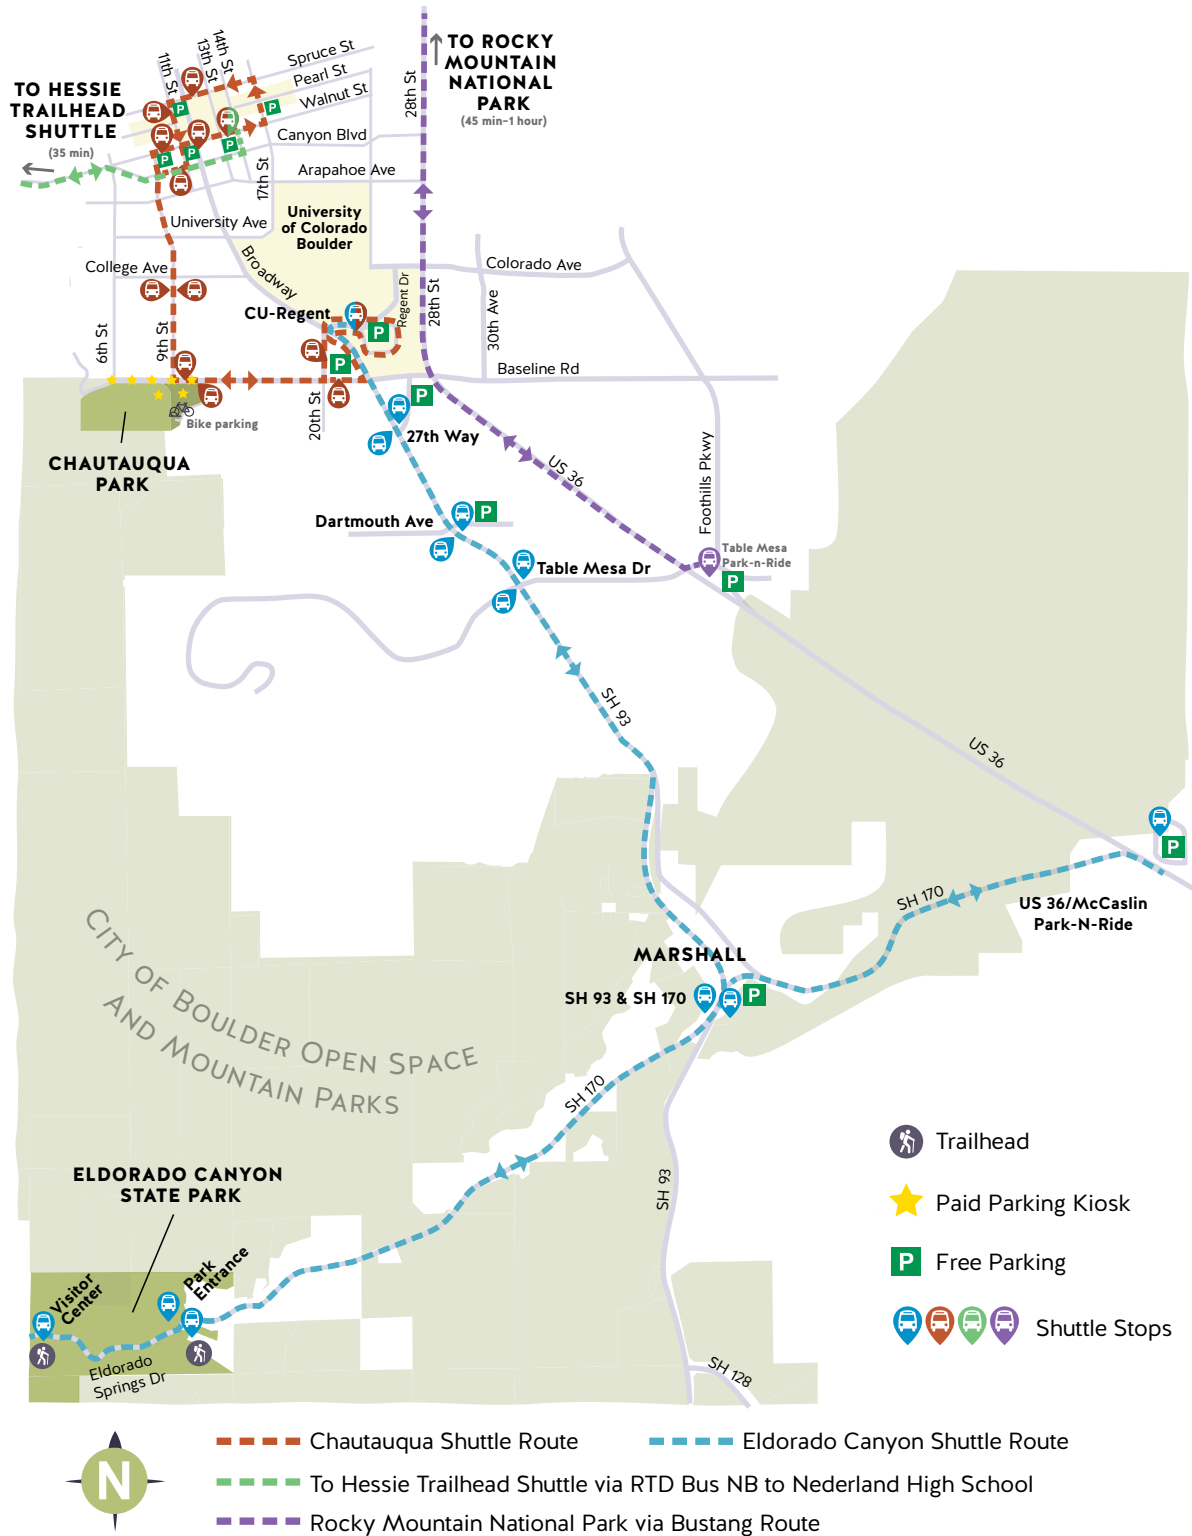 TO HESSIE
TRAILHEAD
SHUTTLE
(35 min)
11th St
13th St
14th St
Spruce St
Pearl St
Walnut St
Canyon Blvd
17th St
Arapahoe Ave
28th St
TO ROCKY
MOUNTAIN
NATIONAL
PARK
(45 min–1 hour)
P
P
P
P
P
University Ave
University
of Colorado
Boulder
College Ave
Broadway
Colorado Ave
CU-Regent
Regent Dr
28th St
30th Ave
6th St
9th St
P
P
Baseline Rd
20th St
P
Bike parking
27th Way
CHAUTAUQUA
PARK
US 36
Foothills Pkwy
Dartmouth Ave
P
Table Mesa Dr
Table Mesa
Park-n-Ride
P
SH 93
US 36
P
SH 170
US 36/McCaslin
Park-N-Ride
MARSHALL
SH 93 & SH 170
P
CITY OF BOULDER OPEN SPACE
AND MOUNTAIN PARKS
SH 170
SH 93
ELDORADO CANYON
STATE PARK
Visitor
Center
Park
Entrance
Eldorado
Springs Dr
SH 128
Trailhead
Paid Parking Kiosk
P
Free Parking
Shuttle Stops
N
Chautauqua Shuttle Route
Eldorado Canyon Shuttle Route
To Hessie Trailhead Shuttle via RTD Bus NB to Nederland High School
Rocky Mountain National Park via Bustang Route